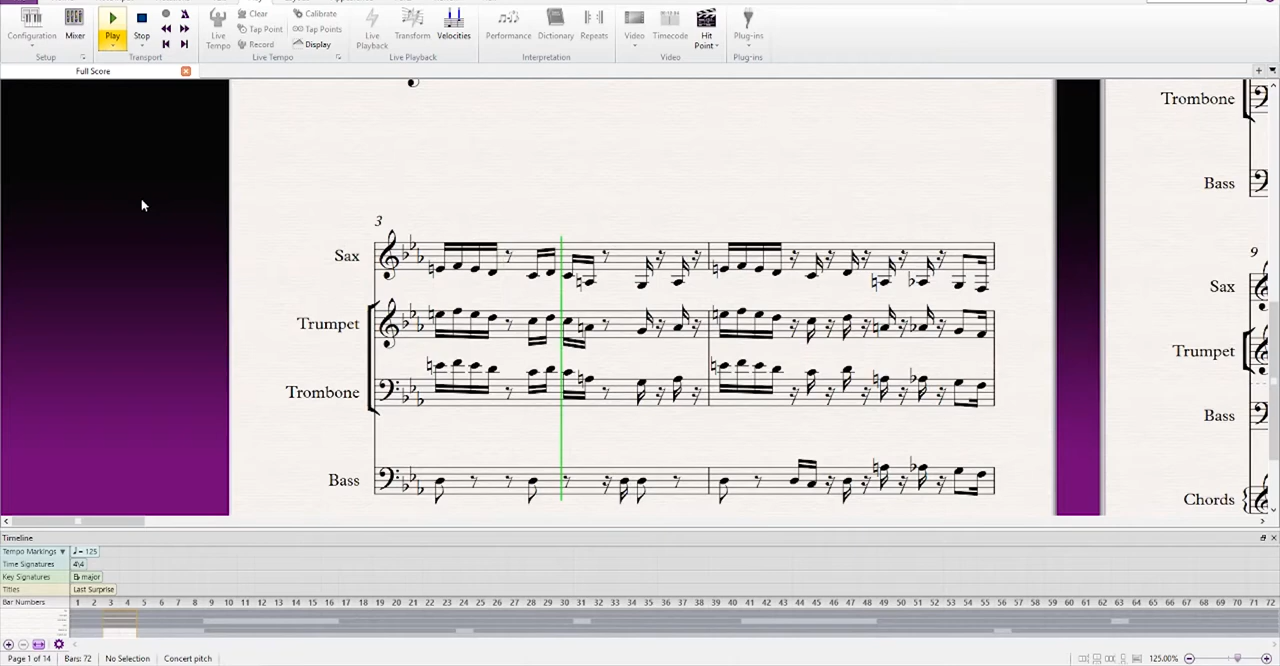 Configuration
Mixer
Play
Stop
Live Tempo
Clear
Tap Point
Record
Calibrate
Tap Points
Display
Live Playback
Transform
Velocities
Performance
Dictionary
Repeats
Video
Timecode
Hit Point
Plug-ins
Setup
Transport
Live Tempo
Live Playback
Interpretation
Video
Plug-ins
Full Score
Trombone
Bass
3
Sax
Trumpet
Trombone
Bass
9
Sax
Trumpet
Bass
Chords
Timeline
Tempo Markings
♩ = 125
Time Signatures
4\4
Key Signatures
Eb major
Titles
Last Surprise
Bar Numbers
1 2 3 4 5 6 7 8 9 10 11 12 13 14 15 16 17 18 19 20 21 22 23 24 25 26 27 28 29 30 31 32 33 34 35 36 37 38 39 40 41 42 43 44 45 46 47 48 49 50 51 52 53 54 55 56 57 58 59 60 61 62 63 64 65 66 67 68 69 70 71 72
Page 1 of 14 Bars: 72 No Selection Concert pitch 125.00%